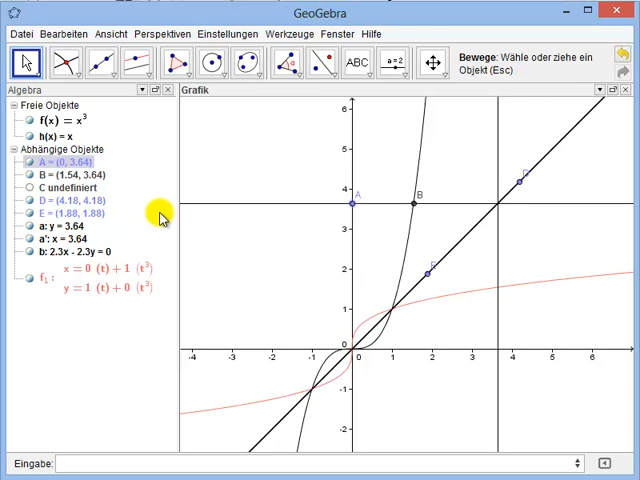 GeoGebra
Datei Bearbeiten Ansicht Perspektiven Einstellungen Werkzeuge Fenster Hilfe
ABC
a=2
Bewege: Wähle oder ziehe ein
Objekt (Esc)
Algebra
Grafik
Freie Objekte
f(x) = x³
h(x) = x
Abhängige Objekte
A = (0, 3.64)
B = (1.54, 3.64)
C undefiniert
D = (4.18, 4.18)
E = (1.88, 1.88)
a: y = 3.64
a': x = 3.64
b: 2.3x - 2.3y = 0
f₁: x = 0 (t) + 1 (t³)
y = 1 (t) + 0 (t³)
6
5
4
A
B
D
3
2
E
1
0
-4 -3 -2 -1 0 1 2 3 4 5 6
-1
-2
Eingabe: